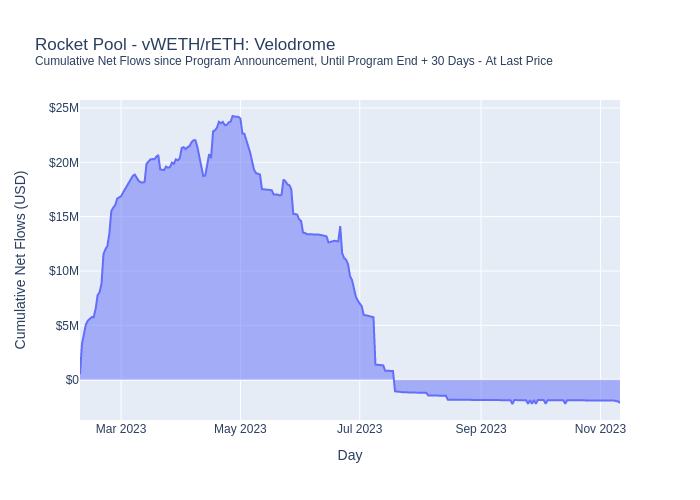 Rocket Pool - vWETH/rETH: Velodrome
Cumulative Net Flows since Program Announcement, Until Program End + 30 Days - At Last Price
Cumulative Net Flows (USD)
$25M
$20M
$15M
$10M
$5M
$0
Mar 2023 May 2023 Jul 2023 Sep 2023 Nov 2023
Day